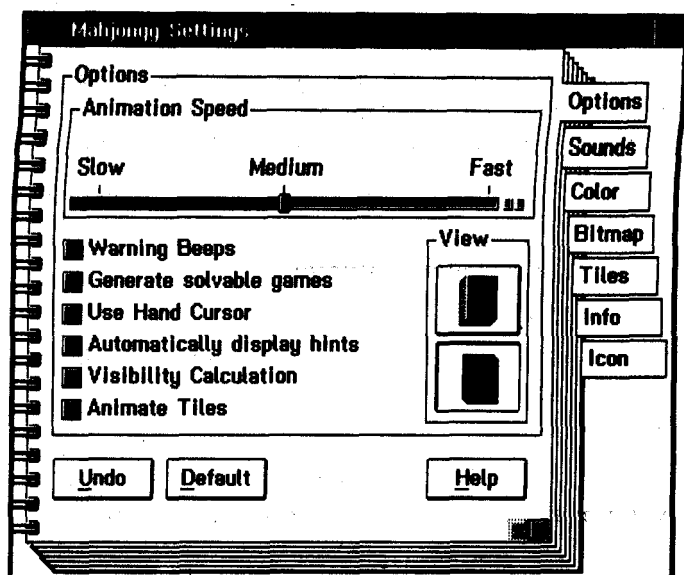 Mahjongg Settings
Options
Animation Speed
Slow Medium Fast
Warning Beeps
Generate solvable games
Use Hand Cursor
Automatically display hints
Visibility Calculation
Animate Tiles
View
Undo Default Help
Options
Sounds
Color
Bitmap
Tiles
Info
Icon